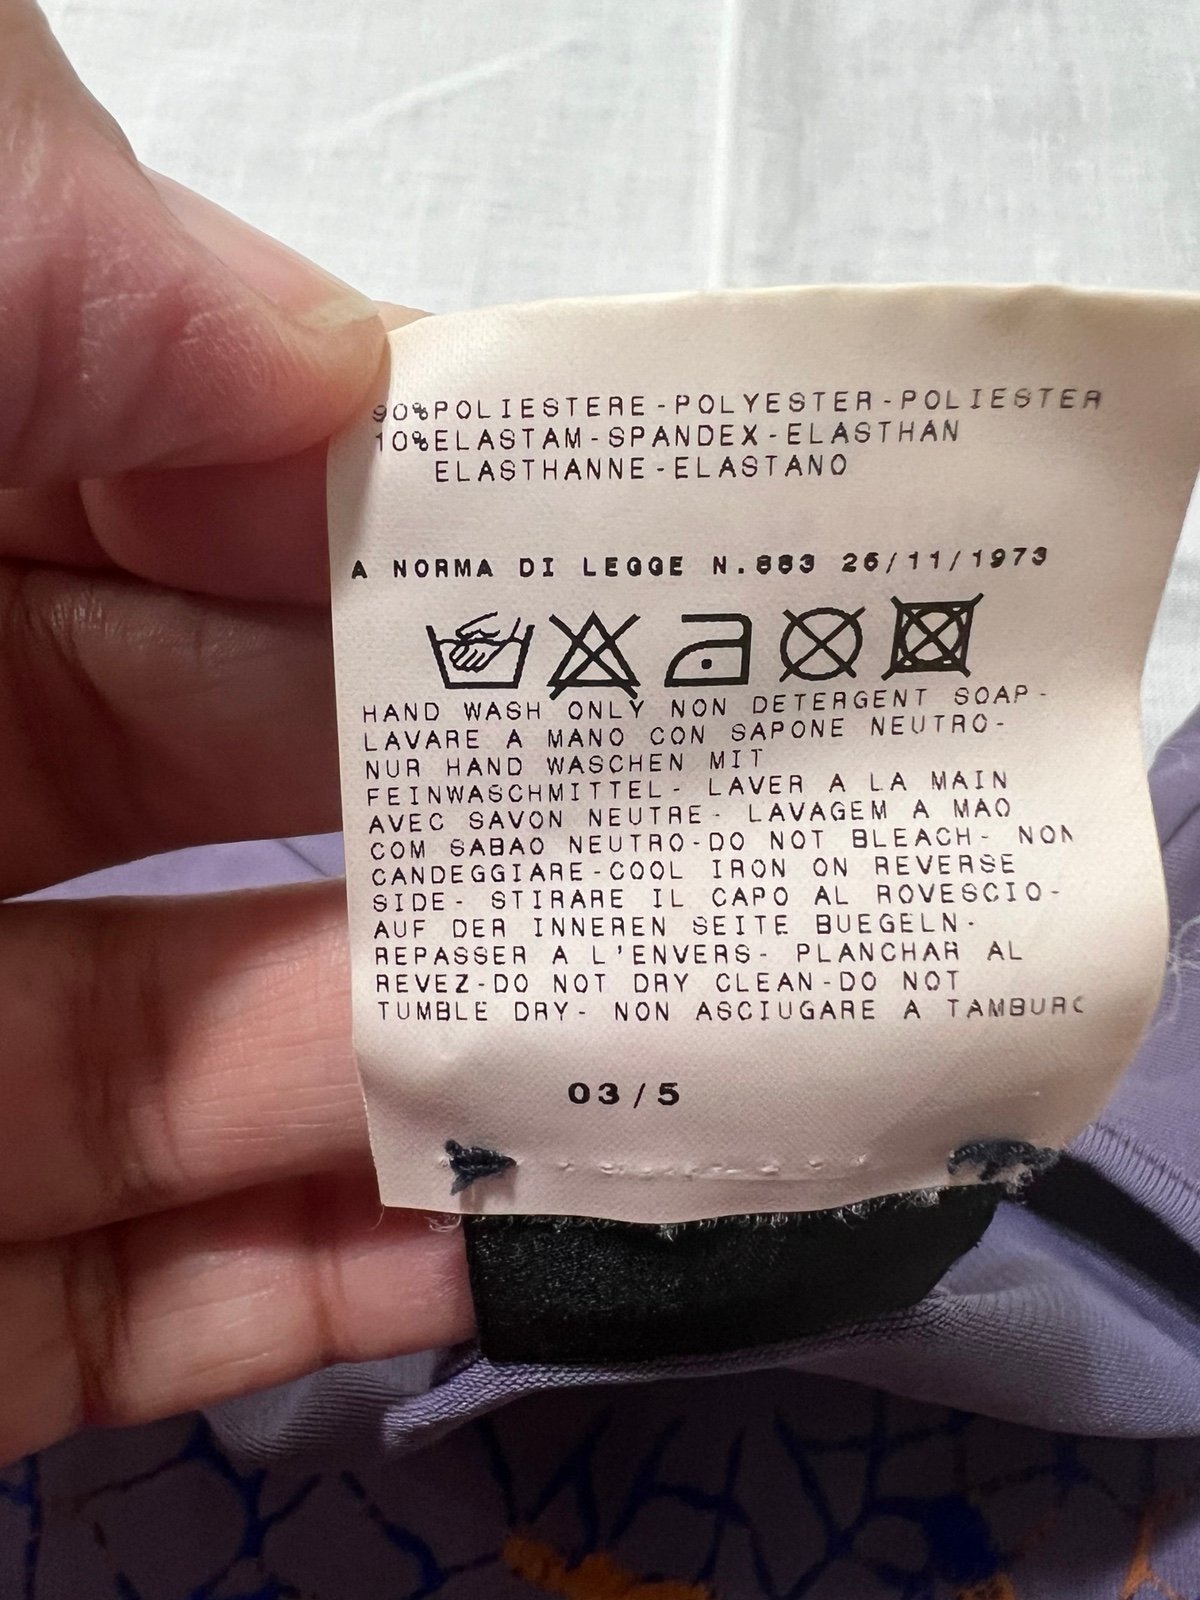 90%POLIESTERE-POLYESTER-POLIESTER
10%ELASTAM-SPANDEX-ELASTHAN
ELASTHANNE-ELASTANO
A NORMA DI LEGGE N.883 26/11/1973
HAND WASH ONLY NON DETERGENT SOAP-
LAVARE A MANO CON SAPONE NEUTRO-
NUR HAND WASCHEN MIT
FEINWASCHMITTEL- LAVER A LA MAIN
AVEC SAVON NEUTRE- LAVAGEM A MAO
COM SABAO NEUTRO-DO NOT BLEACH- NON
CANDEGGIARE-COOL IRON ON REVERSE
SIDE- STIRARE IL CAPO AL ROVESCIO-
AUF DER INNEREN SEITE BUEGELN-
REPASSER A L'ENVERS- PLANCHAR AL
REVEZ-DO NOT DRY CLEAN-DO NOT
TUMBLE DRY- NON ASCIUGARE A TAMBURO
03/5